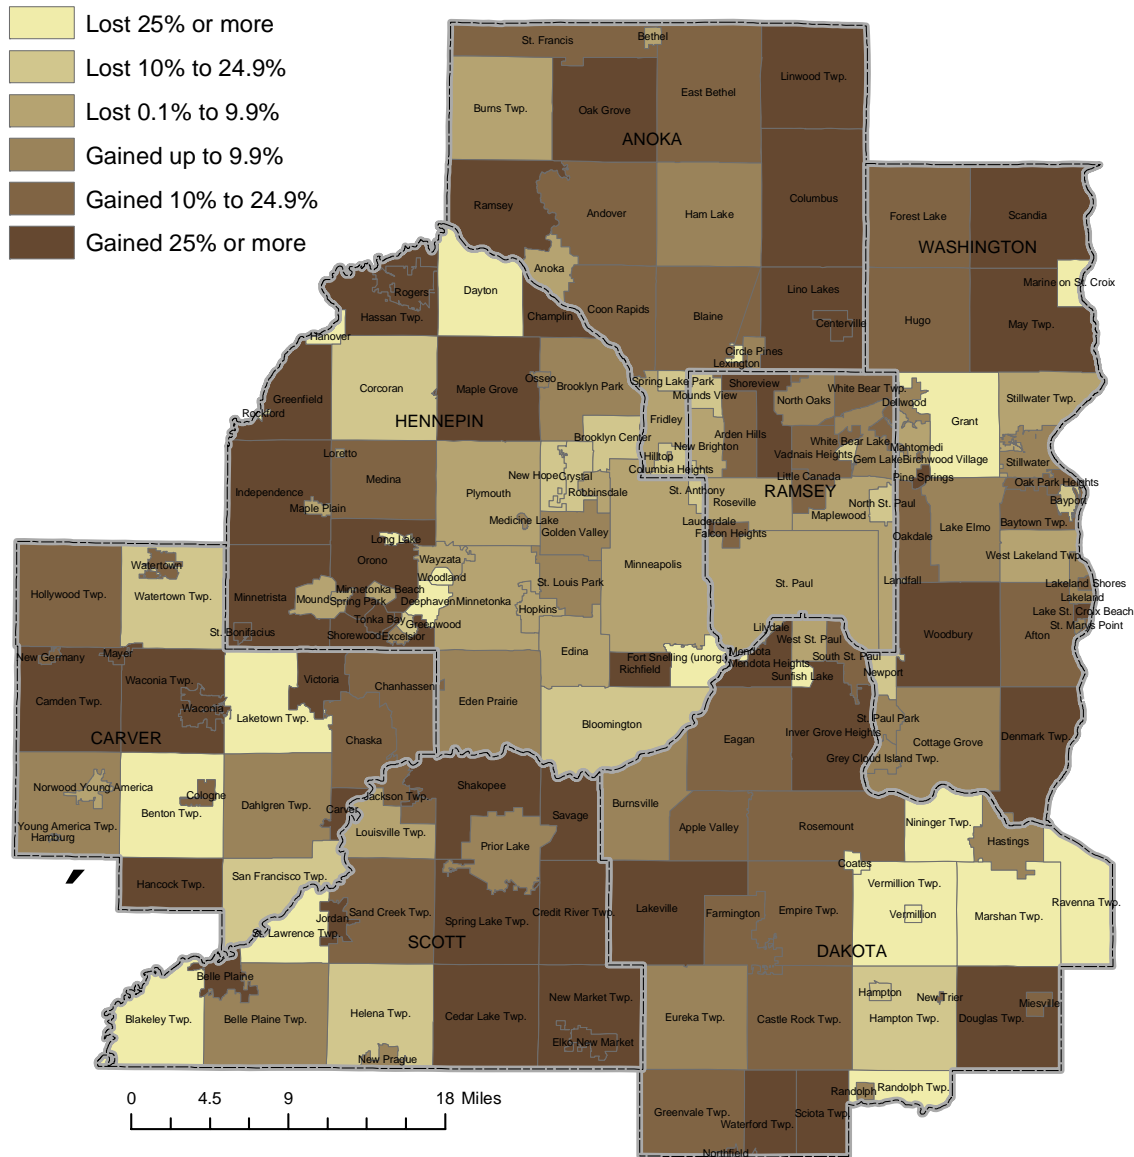 Lost 25% or more
Lost 10% to 24.9%
Lost 0.1% to 9.9%
Gained up to 9.9%
Gained 10% to 24.9%
Gained 25% or more
St. Francis
Bethel
Linwood Twp.
Burns Twp.
Oak Grove
East Bethel
ANOKA
Ramsey
Andover
Ham Lake
Columbus
Forest Lake
Scandia
WASHINGTON
Anoka
Dayton
Rogers
Hassan Twp.
Champlin
Coon Rapids
Blaine
Lino Lakes
Centerville
Hugo
Marine on St. Croix
May Twp.
Hanover
Circle Pines
Lexington
Corcoran
Maple Grove
Osseo
Brooklyn Park
Spring Lake Park
Mounds View
Shoreview
North Oaks
White Bear Twp.
Dellwood
Grant
Stillwater Twp.
Greenfield
Rockford
HENNEPIN
Fridley
Brooklyn Center
New Brighton
Arden Hills
White Bear Lake
Vadnais Heights
Gem Lake
Mahtomedi
Birchwood Village
Stillwater
Loretto
Medina
Hilltop
Columbia Heights
New Hope
Crystal
Robbinsdale
Little Canada
RAMSEY
Pine Springs
Oak Park Heights
Bayport
Independence
Maple Plain
Plymouth
Medicine Lake
Golden Valley
St. Anthony
Roseville
Lauderdale
Falcon Heights
North St. Paul
Maplewood
Oakdale
Lake Elmo
Baytown Twp.
Long Lake
Orono
Wayzata
Woodland
West Lakeland Twp.
Hollywood Twp.
Watertown
Watertown Twp.
Minnetrista
Mound
Minnetonka Beach
Spring Park
Deephaven
Minnetonka
St. Louis Park
Hopkins
Minneapolis
St. Paul
Landfall
Lakeland Shores
Lakeland
Lake St. Croix Beach
St. Marys Point
Tonka Bay
Greenwood
Excelsior
Shorewood
St. Bonifacius
Edina
Richfield
Fort Snelling (unorg.)
Lilydale
Mendota
Mendota Heights
West St. Paul
South St. Paul
Sunfish Lake
Newport
Woodbury
Afton
New Germany
Mayer
Waconia Twp.
Camden Twp.
Waconia
Laketown Twp.
Victoria
Chanhassen
Chaska
Eden Prairie
Bloomington
Eagan
Inver Grove Heights
St. Paul Park
Grey Cloud Island Twp.
Cottage Grove
Denmark Twp.
CARVER
Norwood Young America
Young America Twp.
Hamburg
Benton Twp.
Cologne
Dahlgren Twp.
Carver
Jackson Twp.
Louisville Twp.
Shakopee
Savage
Prior Lake
Burnsville
Apple Valley
Rosemount
Nininger Twp.
Hastings
Coates
Hancock Twp.
San Francisco Twp.
St. Lawrence Twp.
Jordan
Sand Creek Twp.
Spring Lake Twp.
Credit River Twp.
SCOTT
Lakeville
Farmington
Empire Twp.
Vermillion Twp.
Vermillion
Marshan Twp.
Ravenna Twp.
DAKOTA
Belle Plaine
Blakeley Twp.
Belle Plaine Twp.
Helena Twp.
New Prague
Cedar Lake Twp.
New Market Twp.
Elko New Market
Eureka Twp.
Castle Rock Twp.
Hampton
Hampton Twp.
New Trier
Douglas Twp.
Miesville
Greenvale Twp.
Waterford Twp.
Northfield
Sciota Twp.
Randolph
Randolph Twp.
0 4.5 9 18 Miles